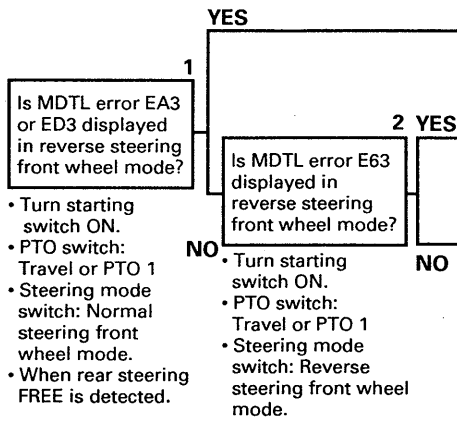 YES
1
Is MDTL error EA3
or ED3 displayed
in reverse steering
front wheel mode?
• Turn starting
switch ON.
• PTO switch:
Travel or PTO 1
• Steering mode
switch: Normal
steering front
wheel mode.
• When rear steering
FREE is detected.
NO
2 YES
Is MDTL error E63
displayed in
reverse steering
front wheel mode?
• Turn starting
switch ON.
• PTO switch:
Travel or PTO 1
• Steering mode
switch: Reverse
steering front wheel
mode.
NO